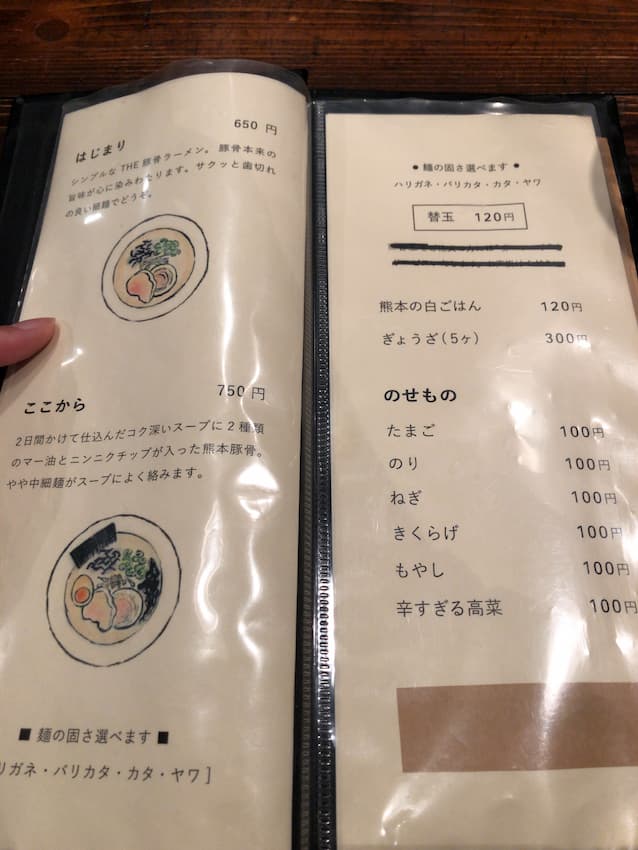 650 円
はじまり
シンプルな THE 豚骨ラーメン。豚骨本来の
旨味が心に染みわたります。サクッと歯切れ
の良い細麺でどうぞ。
750 円
ここから
2日間かけて仕込んだコク深いスープに2種類
のマー油とニンニクチップが入った熊本豚骨。
やや中細麺がスープによく絡みます。
■ 麺の固さ選べます ■
リガネ・バリカタ・カタ・ヤワ ]
● 麺の固さ選べます ●
ハリガネ・バリカタ・カタ・ヤワ
替玉 120円
熊本の白ごはん 120円
ぎょうざ(5ヶ) 300円
のせもの
たまご 100円
のり 100円
ねぎ 100円
きくらげ 100円
もやし 100円
辛すぎる高菜 100円